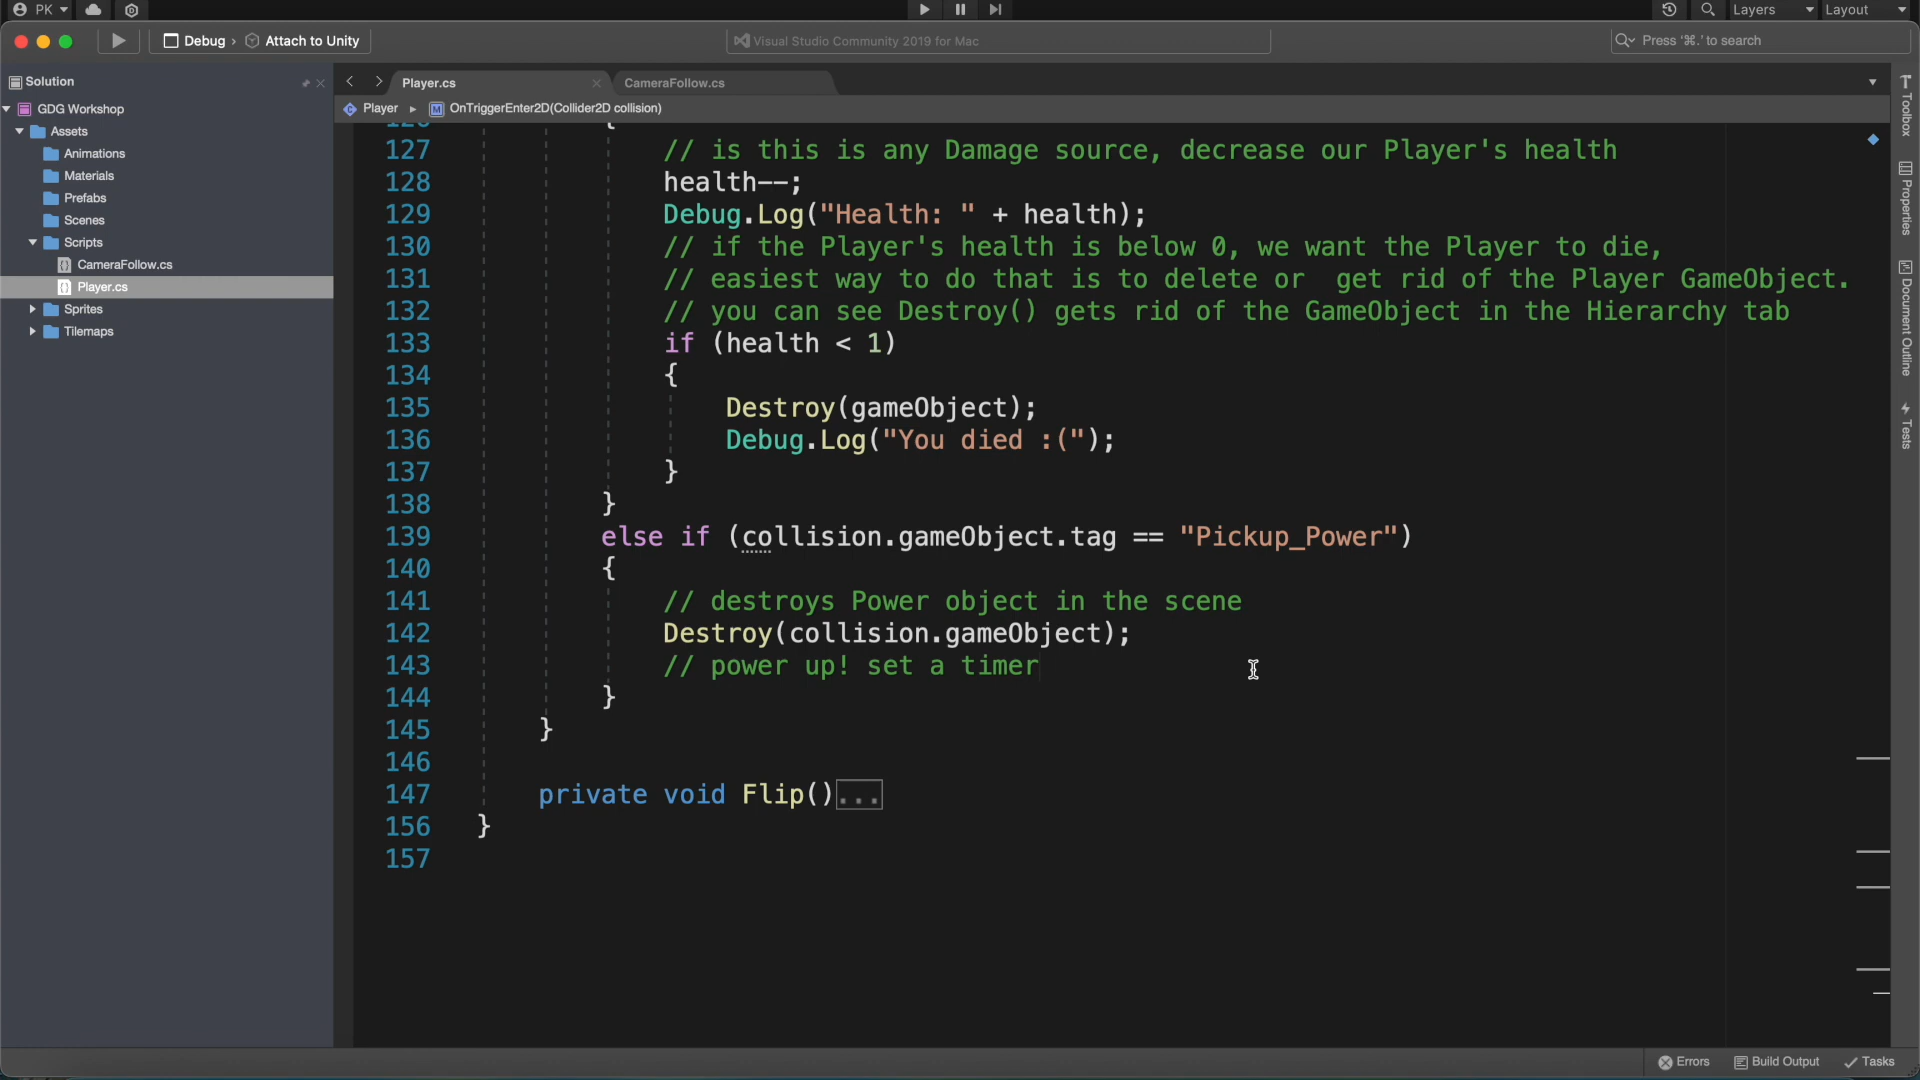 PK
Layers
Layout
Debug › Attach to Unity
Visual Studio Community 2019 for Mac
Press '⌘.' to search
Solution
Player.cs
CameraFollow.cs
Player ▸ M OnTriggerEnter2D(Collider2D collision)
GDG Workshop
Assets
Animations
Materials
Prefabs
Scenes
Scripts
CameraFollow.cs
Player.cs
Sprites
Tilemaps
126 {
127 // is this is any Damage source, decrease our Player's health
128 health--;
129 Debug.Log("Health: " + health);
130 // if the Player's health is below 0, we want the Player to die,
131 // easiest way to do that is to delete or  get rid of the Player GameObject.
132 // you can see Destroy() gets rid of the GameObject in the Hierarchy tab
133 if (health < 1)
134 {
135 Destroy(gameObject);
136 Debug.Log("You died :(");
137 }
138 }
139 else if (collision.gameObject.tag == "Pickup_Power")
140 {
141 // destroys Power object in the scene
142 Destroy(collision.gameObject);
143 // power up! set a timer
144 }
145 }
146
147 private void Flip()...
156 }
157
Toolbox
Properties
Document Outline
Tests
Errors
Build Output
Tasks